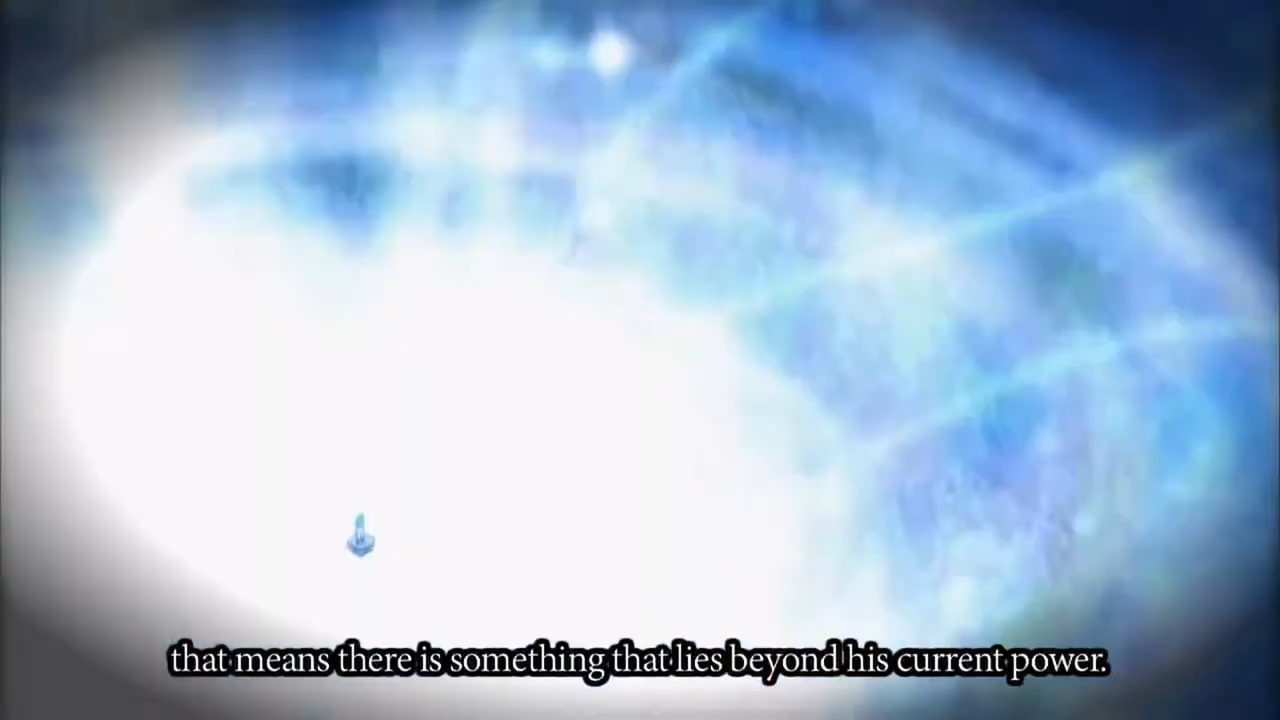 that means there is something that lies beyond his current power.